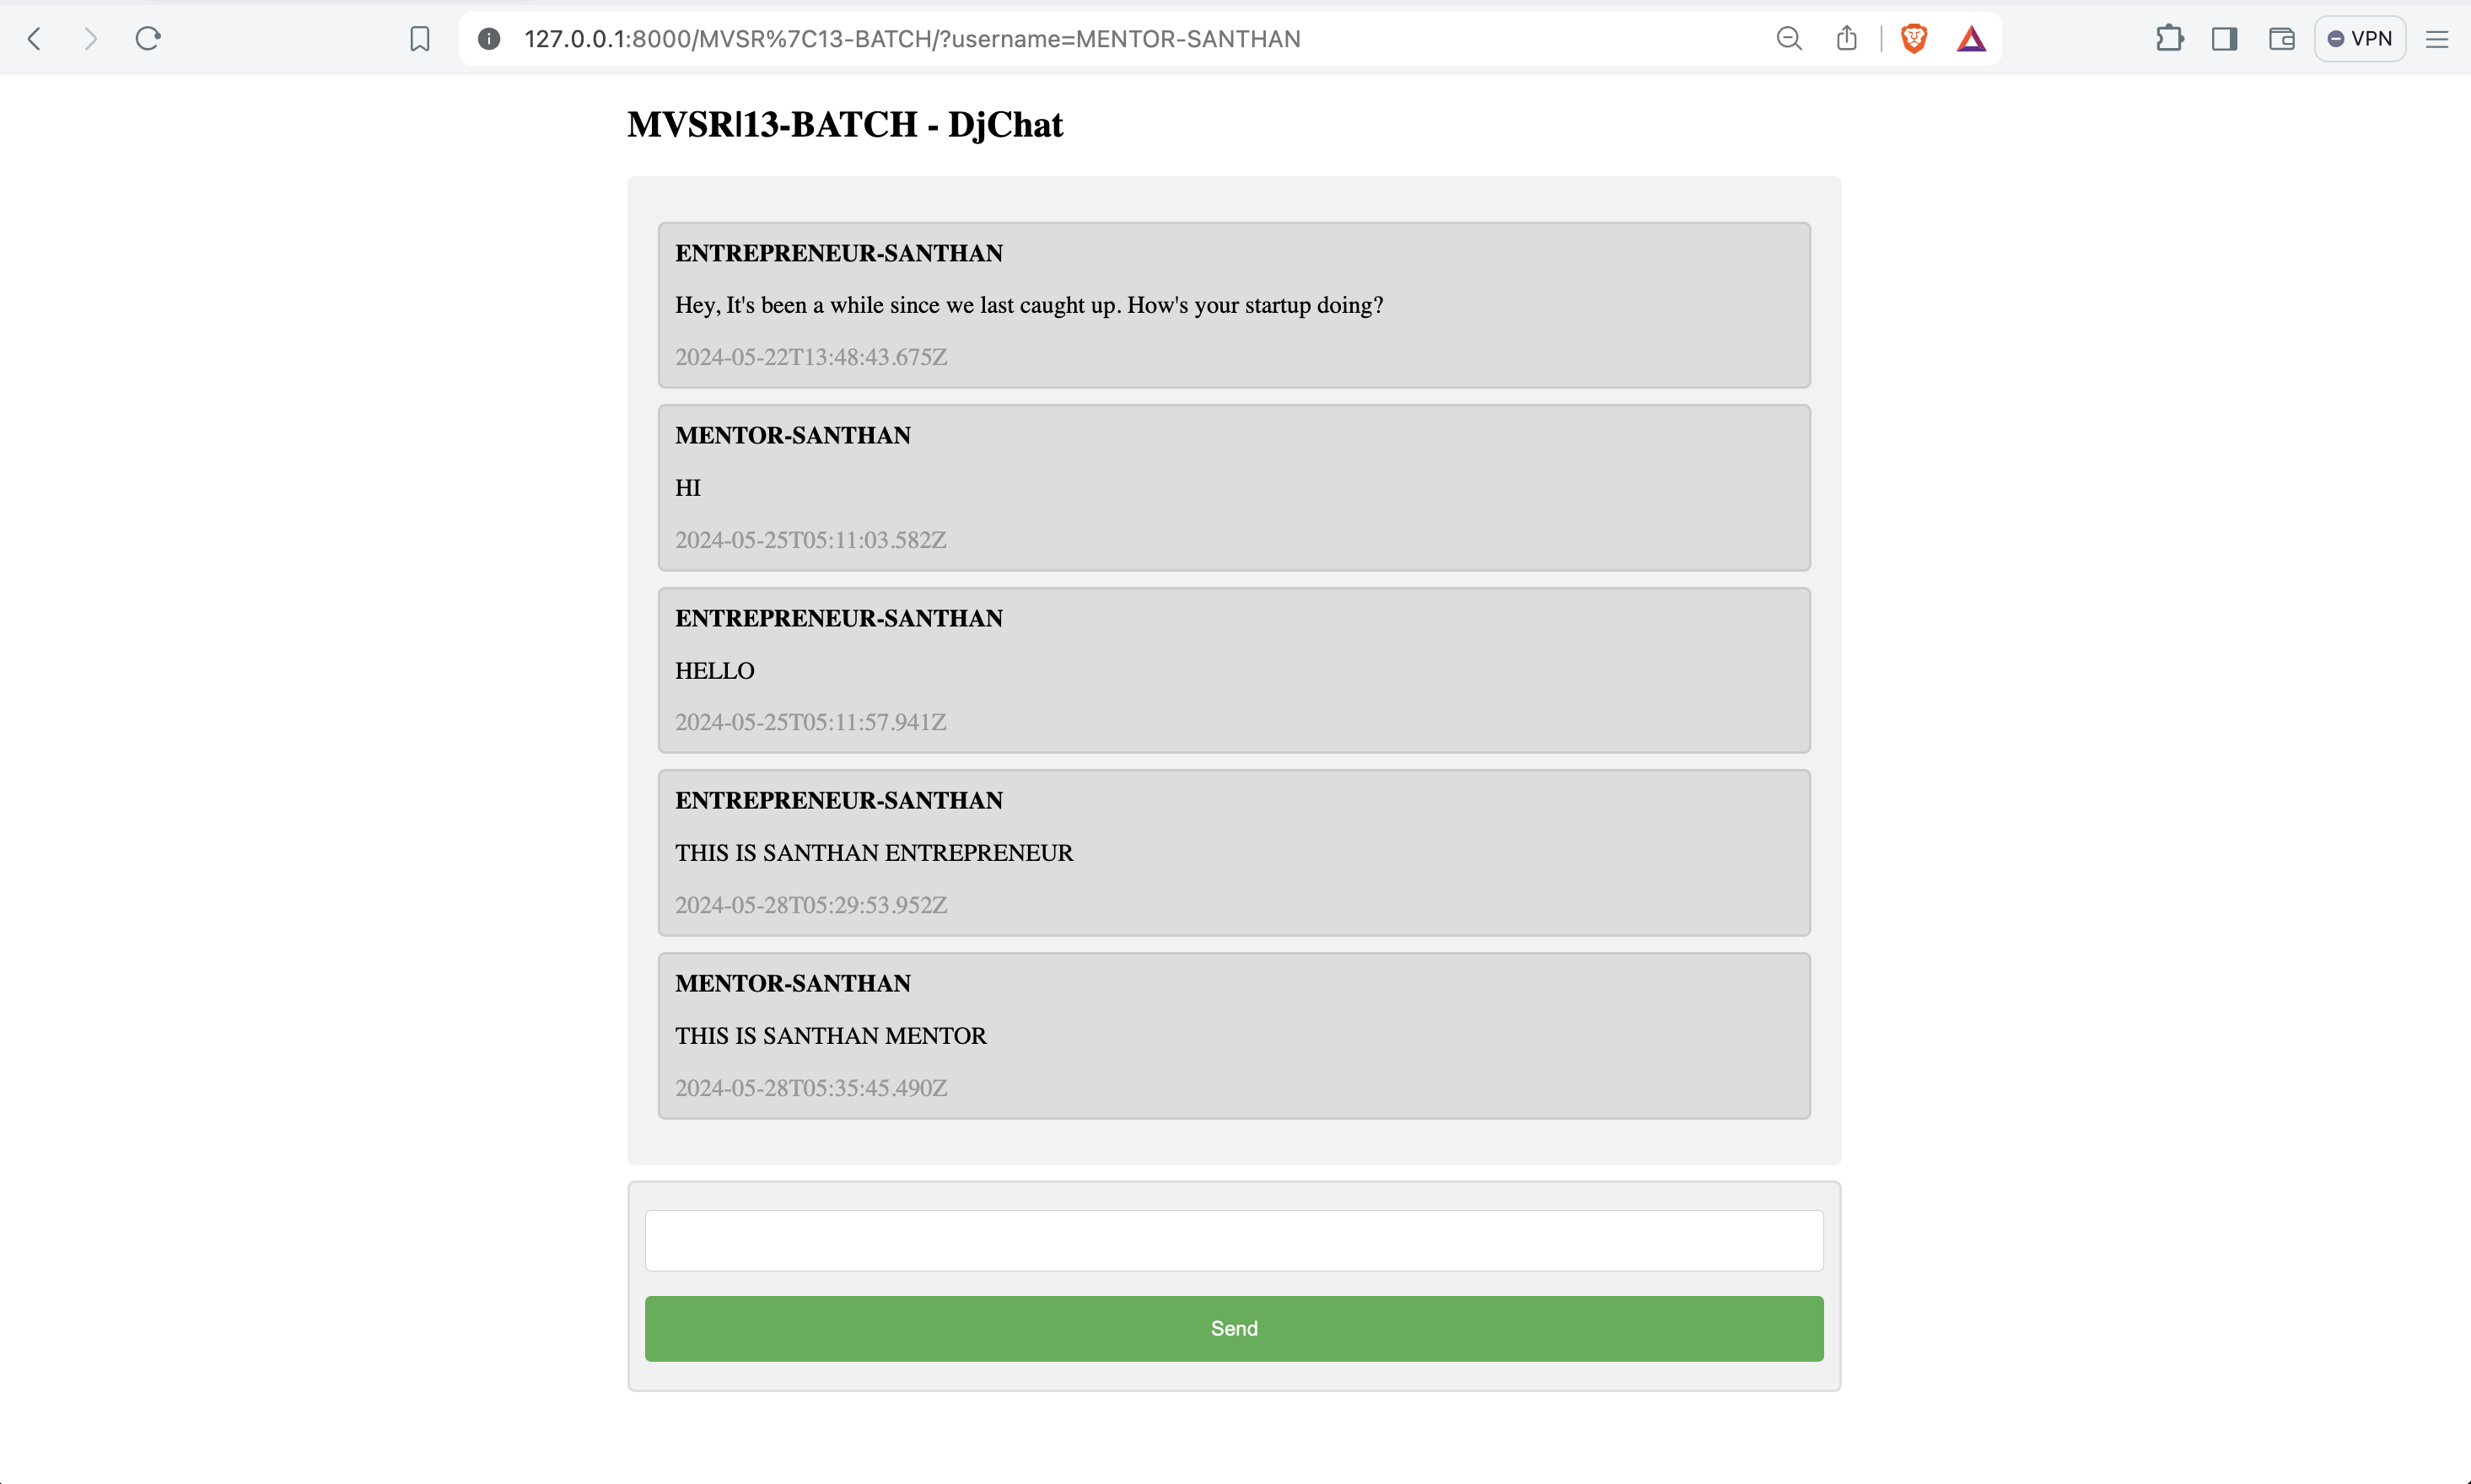 127.0.0.1:8000/MVSR%7C13-BATCH/?username=MENTOR-SANTHAN
VPN
MVSR|13-BATCH - DjChat
ENTREPRENEUR-SANTHAN
Hey, It's been a while since we last caught up. How's your startup doing?
2024-05-22T13:48:43.675Z
MENTOR-SANTHAN
HI
2024-05-25T05:11:03.582Z
ENTREPRENEUR-SANTHAN
HELLO
2024-05-25T05:11:57.941Z
ENTREPRENEUR-SANTHAN
THIS IS SANTHAN ENTREPRENEUR
2024-05-28T05:29:53.952Z
MENTOR-SANTHAN
THIS IS SANTHAN MENTOR
2024-05-28T05:35:45.490Z
Send